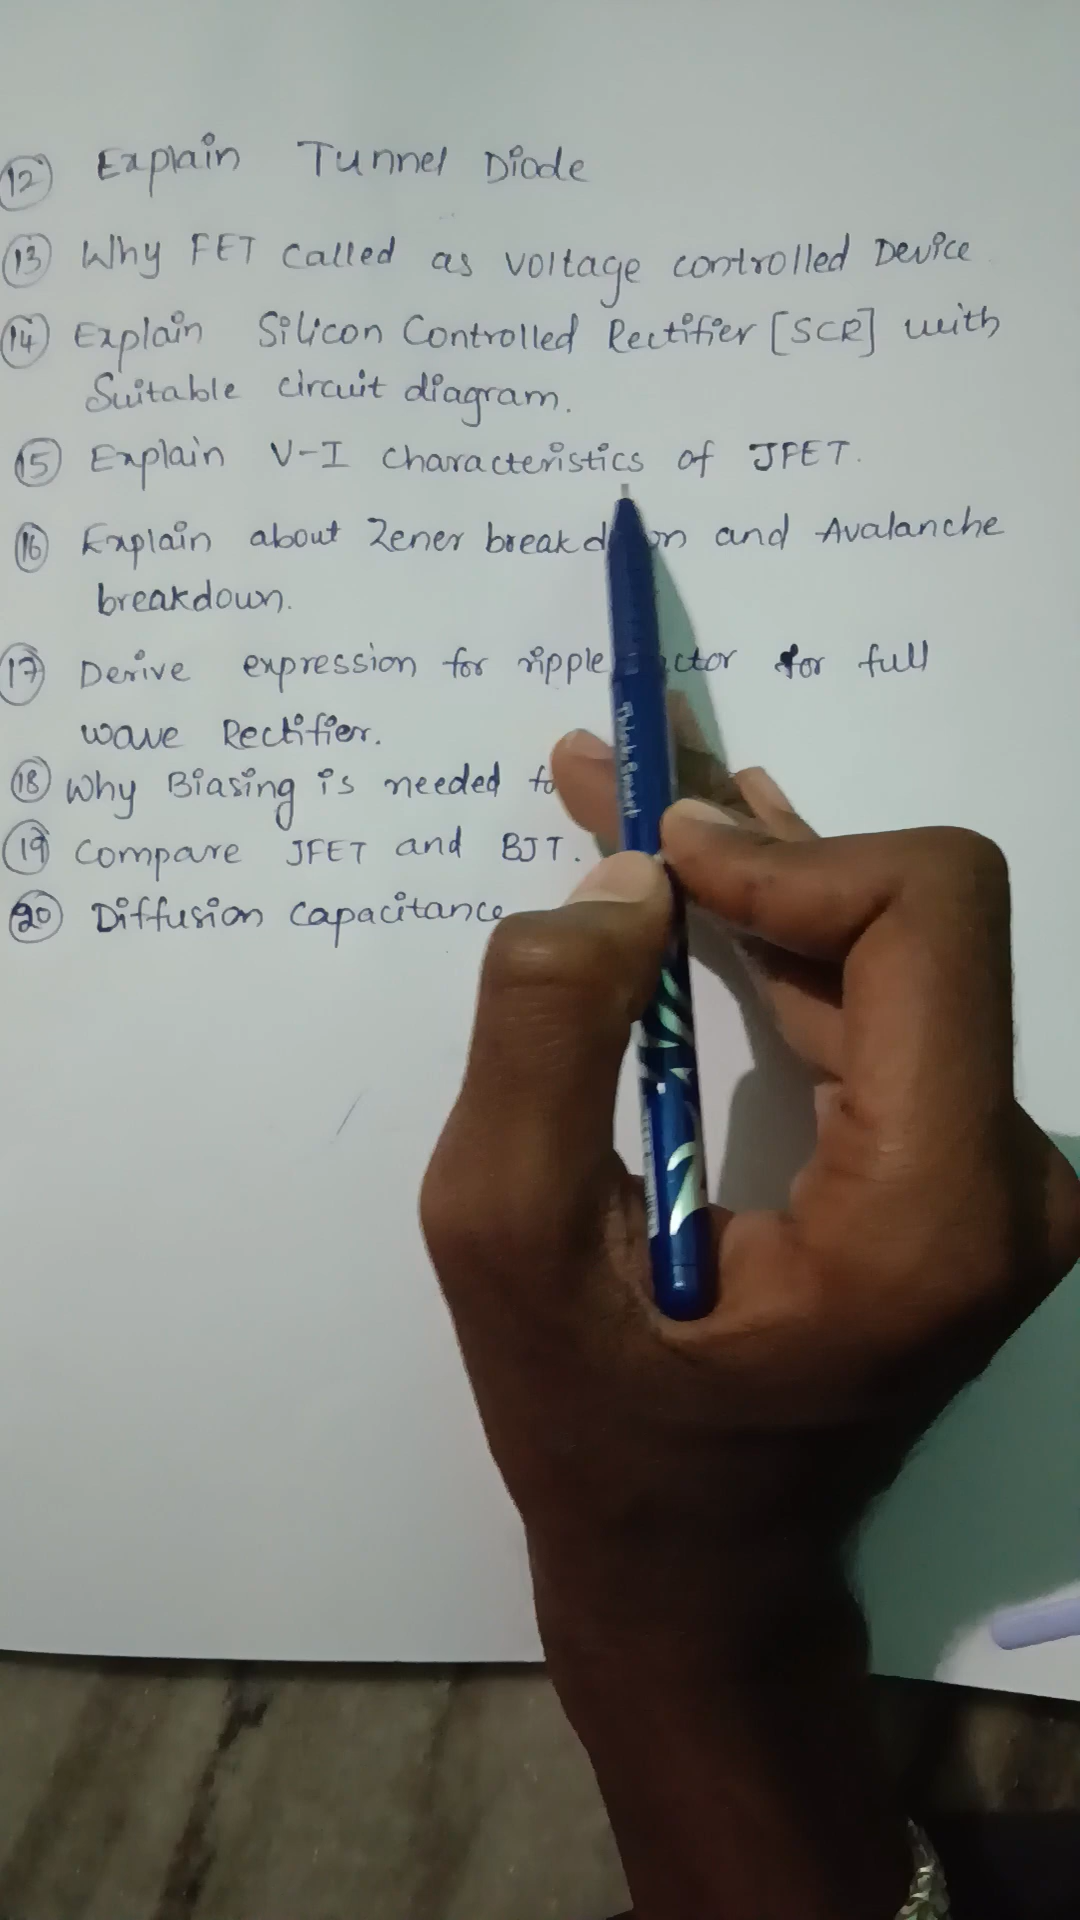 12 Explain Tunnel Diode
13 Why FET called as voltage controlled Device
14 Explain Silicon Controlled Rectifier [SCR] with
Suitable circuit diagram.
15 Explain V-I characteristics of JFET.
16 Explain about Zener and Avalanche
breakdown.
17 Derive expression for ripple for full
wave Rectifier.
18 Why Biasing is needed
19 Compare JFET and BJT.
20 Diffusion Capacitance